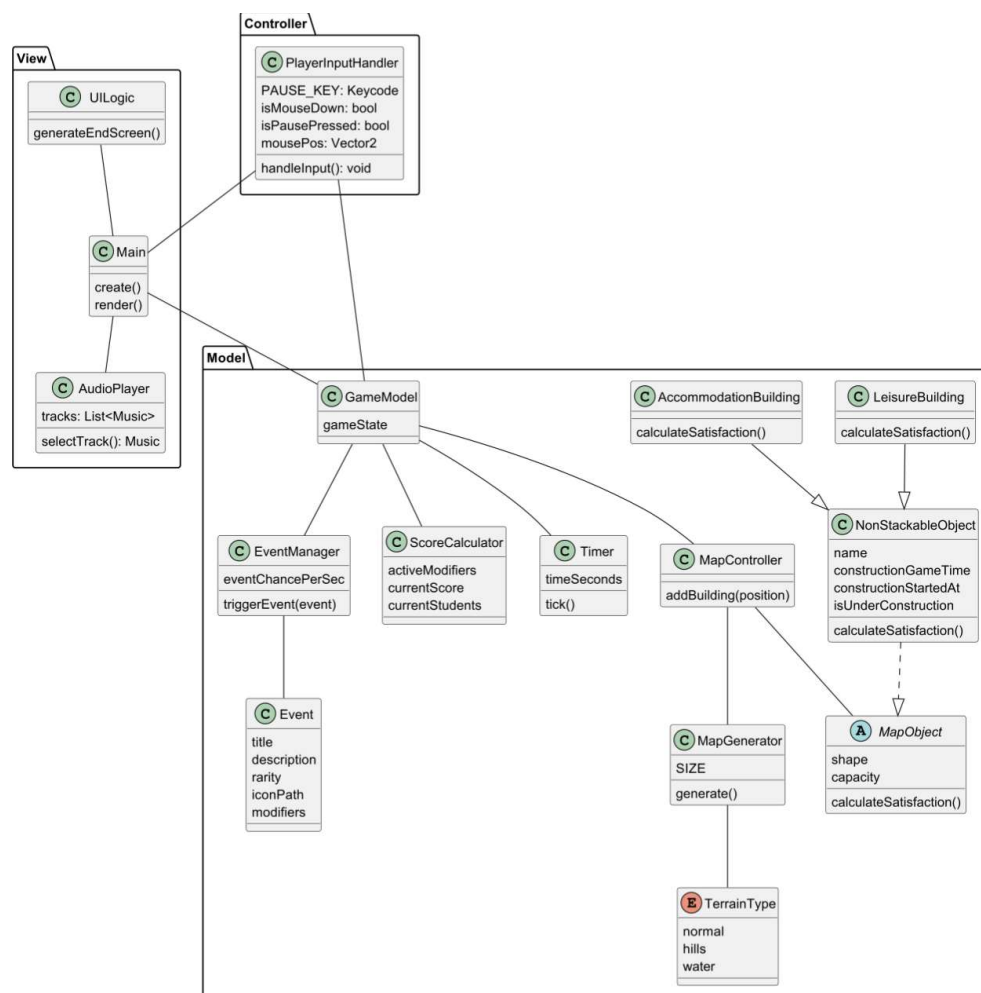 Controller
C PlayerInputHandler
PAUSE_KEY: Keycode
isMouseDown: bool
isPausePressed: bool
mousePos: Vector2
handleInput(): void
View
C UILogic
generateEndScreen()
C Main
create()
render()
C AudioPlayer
tracks: List<Music>
selectTrack(): Music
Model
C GameModel
gameState
C AccommodationBuilding
calculateSatisfaction()
C LeisureBuilding
calculateSatisfaction()
C EventManager
eventChancePerSec
triggerEvent(event)
C ScoreCalculator
activeModifiers
currentScore
currentStudents
C Timer
timeSeconds
tick()
C MapController
addBuilding(position)
C NonStackableObject
name
constructionGameTime
constructionStartedAt
isUnderConstruction
calculateSatisfaction()
C Event
title
description
rarity
iconPath
modifiers
C MapGenerator
SIZE
generate()
A MapObject
shape
capacity
calculateSatisfaction()
E TerrainType
normal
hills
water